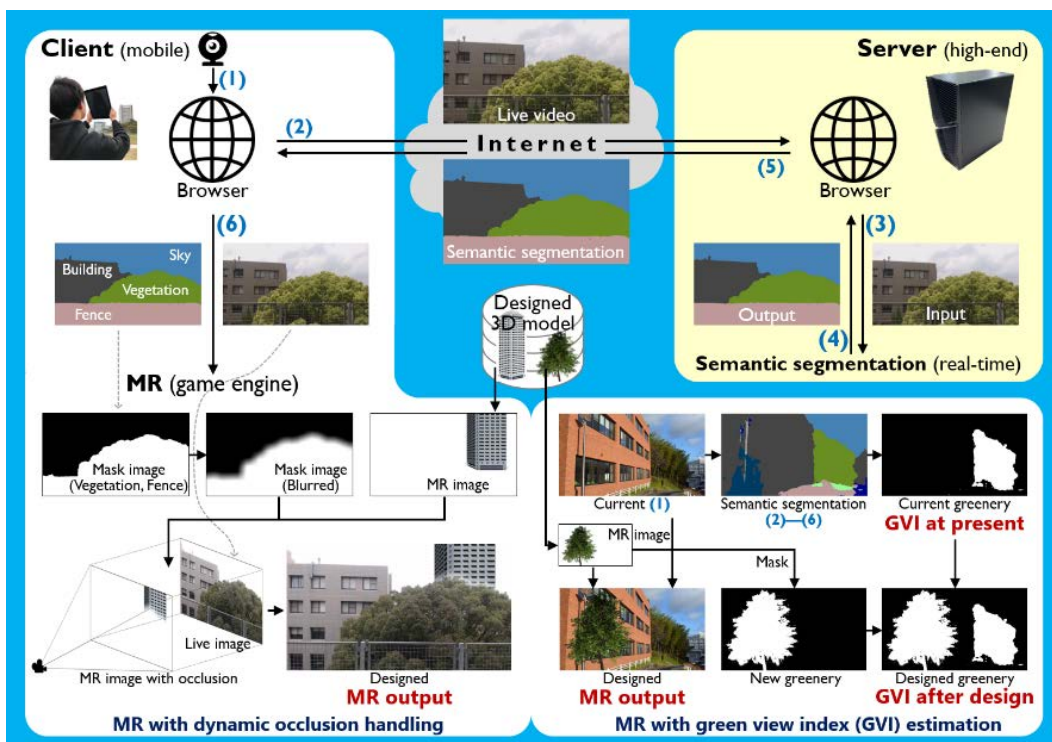 Client (mobile)
(1)
Browser
(2)
Live video
Internet
Semantic segmentation
(5)
Server (high-end)
Browser
(3)
Output
Input
(4)
Semantic segmentation (real-time)
(6)
Sky
Building
Vegetation
Fence
MR (game engine)
Designed
3D model
Mask image
(Vegetation, Fence)
Mask image
(Blurred)
MR image
Live image
MR image with occlusion
Designed
MR output
MR with dynamic occlusion handling
Current (1)
Semantic segmentation
(2)—(6)
Current greenery
GVI at present
MR image
Mask
Designed
MR output
New greenery
Designed greenery
GVI after design
MR with green view index (GVI) estimation